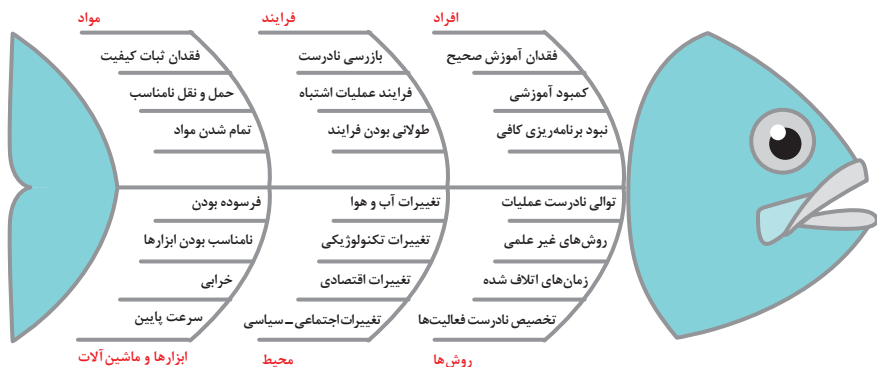 افراد
فرایند
مواد
فقدان آموزش صحیح
بازرسی نادرست
فقدان ثبات کیفیت
کمبود آموزشی
فرایند عملیات اشتباه
حمل و نقل نامناسب
نبود برنامه‌ریزی کافی
طولانی بودن فرایند
تمام شدن مواد
توالی نادرست عملیات
تغییرات آب و هوا
فرسوده بودن
روش‌های غیر علمی
تغییرات تکنولوژیکی
نامناسب بودن ابزارها
زمان‌های اتلاف شده
تغییرات اقتصادی
خرابی
تخصیص نادرست فعالیت‌ها
تغییرات اجتماعی ـ سیاسی
سرعت پایین
روش‌ها
محیط
ابزارها و ماشین آلات